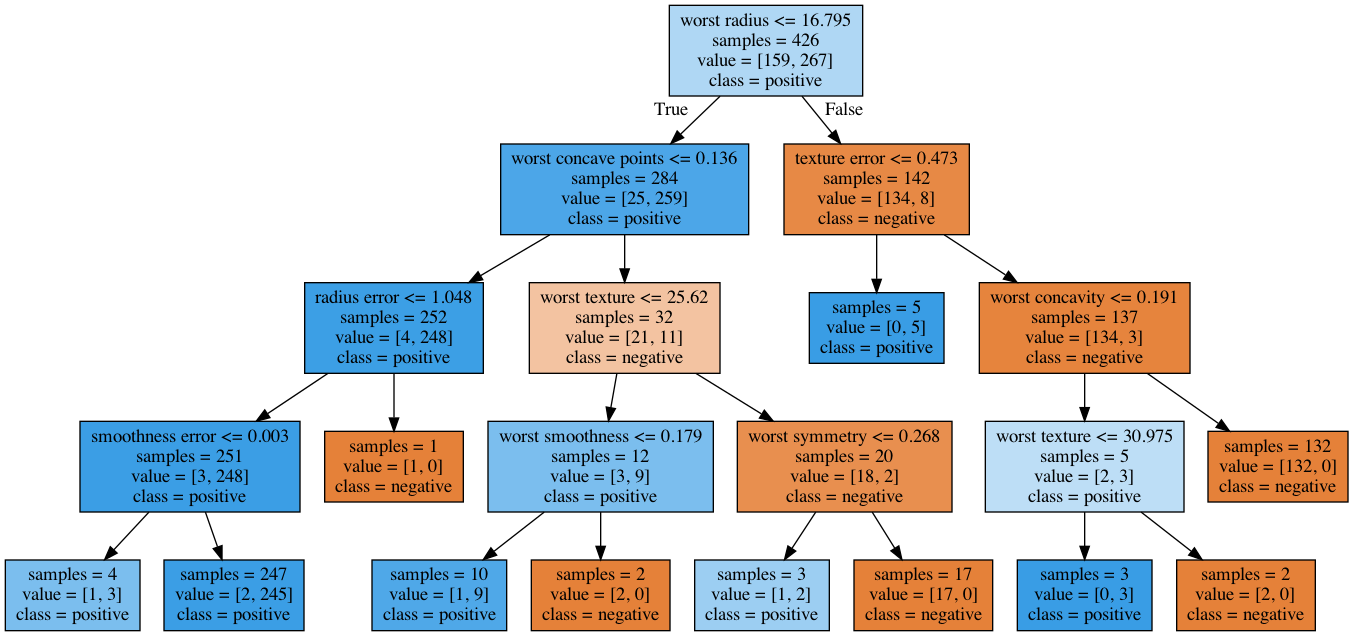 worst radius <= 16.795
samples = 426
value = [159, 267]
class = positive
True
False
worst concave points <= 0.136
samples = 284
value = [25, 259]
class = positive
texture error <= 0.473
samples = 142
value = [134, 8]
class = negative
radius error <= 1.048
samples = 252
value = [4, 248]
class = positive
worst texture <= 25.62
samples = 32
value = [21, 11]
class = negative
samples = 5
value = [0, 5]
class = positive
worst concavity <= 0.191
samples = 137
value = [134, 3]
class = negative
smoothness error <= 0.003
samples = 251
value = [3, 248]
class = positive
samples = 1
value = [1, 0]
class = negative
worst smoothness <= 0.179
samples = 12
value = [3, 9]
class = positive
worst symmetry <= 0.268
samples = 20
value = [18, 2]
class = negative
worst texture <= 30.975
samples = 5
value = [2, 3]
class = positive
samples = 132
value = [132, 0]
class = negative
samples = 4
value = [1, 3]
class = positive
samples = 247
value = [2, 245]
class = positive
samples = 10
value = [1, 9]
class = positive
samples = 2
value = [2, 0]
class = negative
samples = 3
value = [1, 2]
class = positive
samples = 17
value = [17, 0]
class = negative
samples = 3
value = [0, 3]
class = positive
samples = 2
value = [2, 0]
class = negative